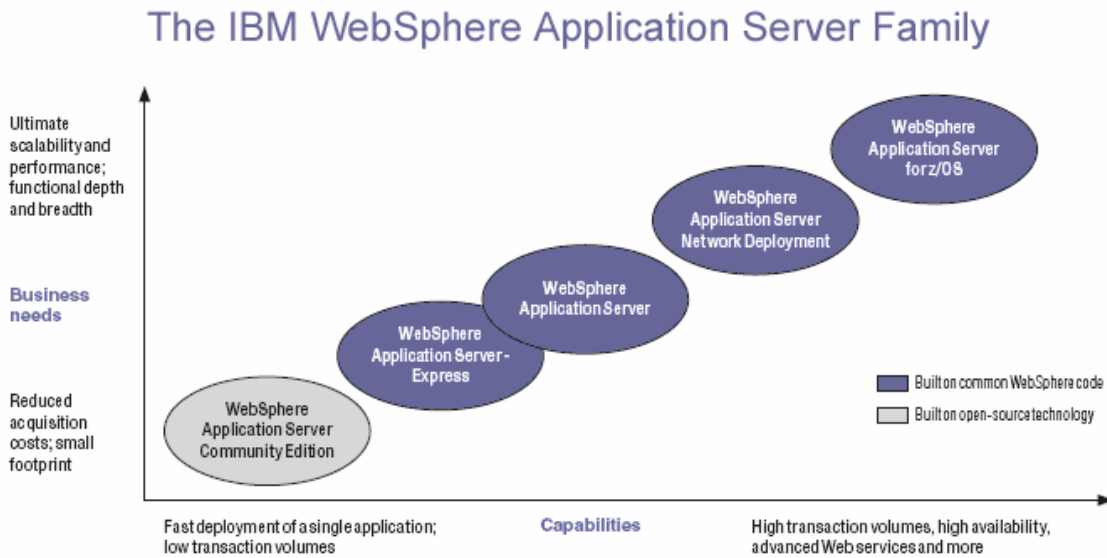 The IBM WebSphere Application Server Family
Ultimate
scalability and
performance;
functional depth
and breadth
Business
needs
Reduced
acquisition
costs; small
footprint
WebSphere
Application Server
for z/OS
WebSphere
Application Server
Network Deployment
WebSphere
Application Server
WebSphere
Application Server-
Express
WebSphere
Application Server
Community Edition
Built on common WebSphere code
Built on open-source technology
Fast deployment of a single application;
low transaction volumes
Capabilities
High transaction volumes, high availability,
advanced Web services and more